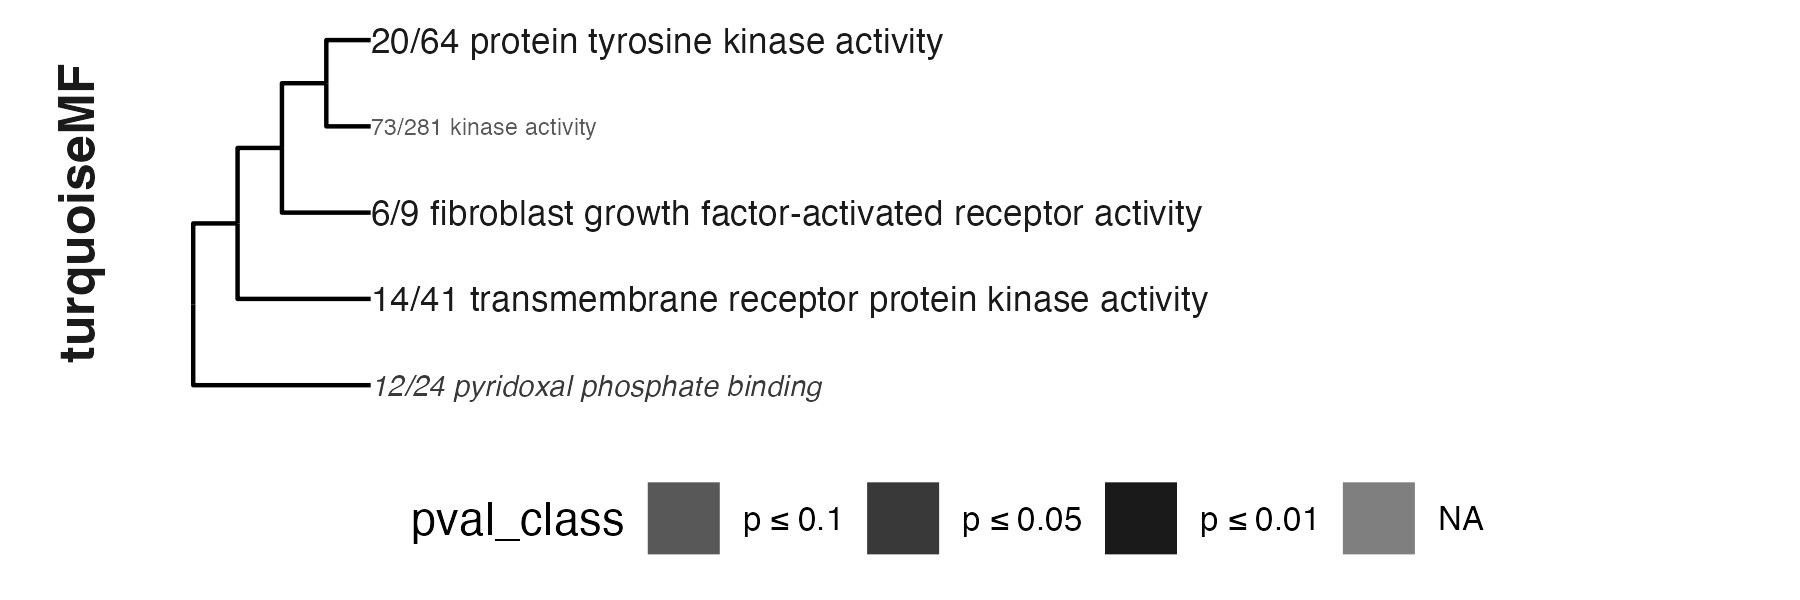 turquoiseMF
20/64 protein tyrosine kinase activity
73/281 kinase activity
6/9 fibroblast growth factor-activated receptor activity
14/41 transmembrane receptor protein kinase activity
12/24 pyridoxal phosphate binding
pval_class p ≤ 0.1 p ≤ 0.05 p ≤ 0.01 NA